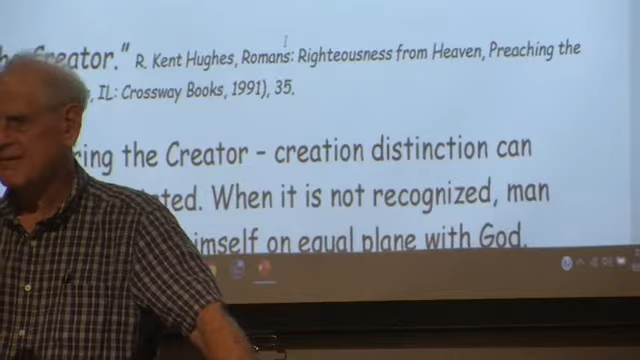 Creator." R. Kent Hughes, Romans: Righteousness from Heaven, Preaching the
IL: Crossway Books, 1991), 35.
ring the Creator – creation distinction can
ted. When it is not recognized, man
imself on equal plane with God.